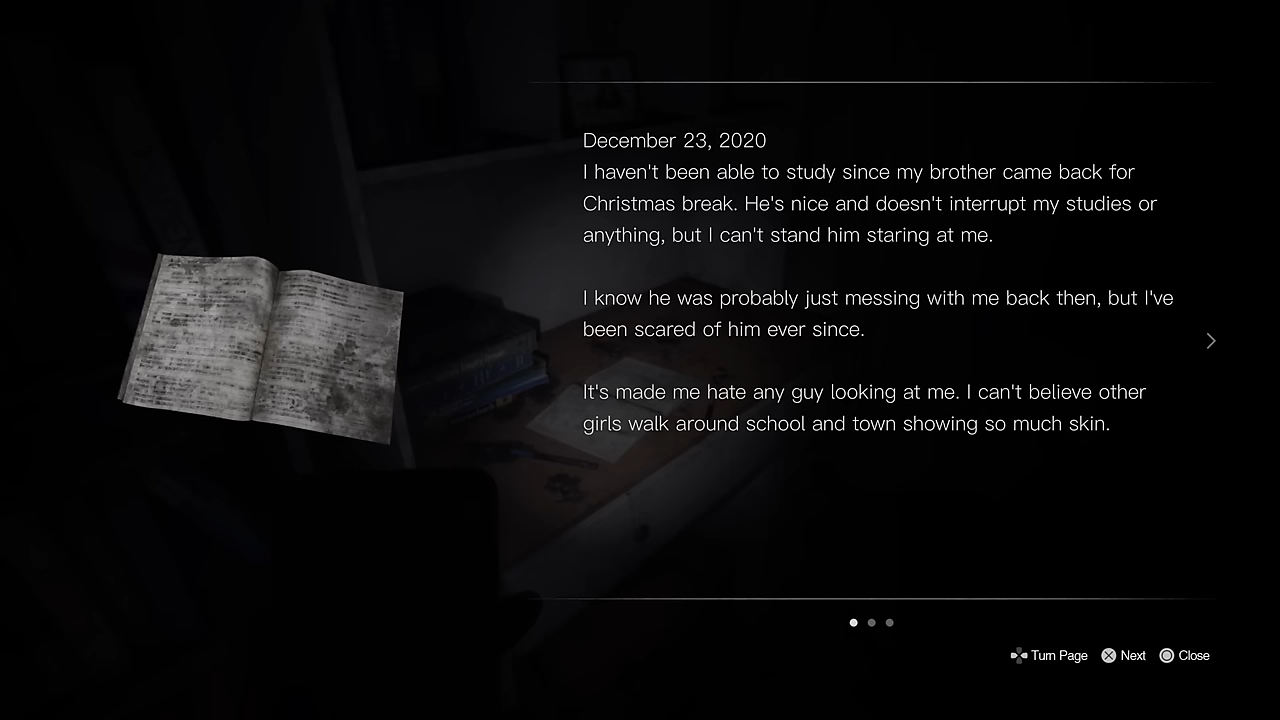 December 23, 2020
I haven't been able to study since my brother came back for
Christmas break. He's nice and doesn't interrupt my studies or
anything, but I can't stand him staring at me.
I know he was probably just messing with me back then, but I've
been scared of him ever since.
It's made me hate any guy looking at me. I can't believe other
girls walk around school and town showing so much skin.
Turn Page Next Close